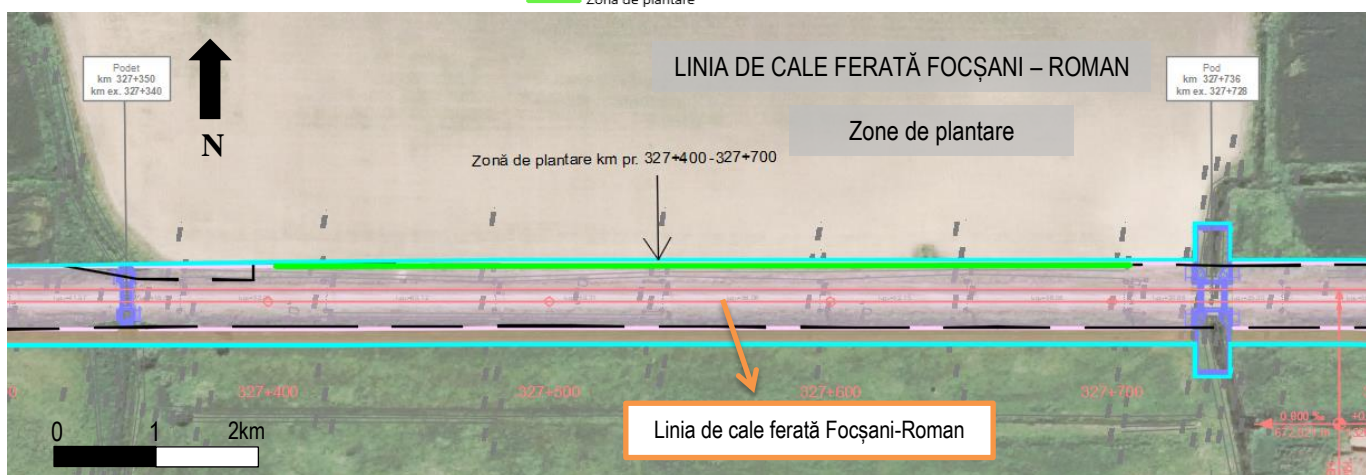 Zona de plantare
LINIA DE CALE FERATĂ FOCȘANI – ROMAN
Podet
km 327+350
km ex. 327+340
Pod
km 327+736
km ex. 327+728
N
Zone de plantare
Zonă de plantare km pr. 327+400-327+700
327+400
327+500
327+600
327+700
0 1 2km
Linia de cale ferată Focșani-Roman